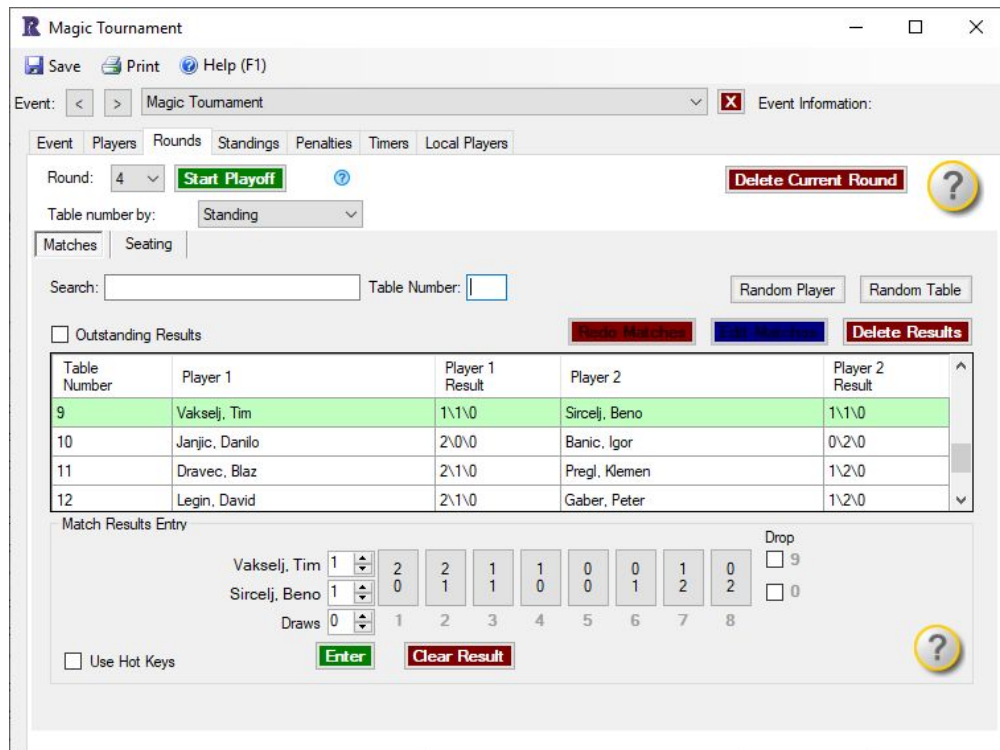 Magic Tournament
Save Print Help (F1)
Event: < > Magic Tournament X Event Information:
Event Players Rounds Standings Penalties Timers Local Players
Round: 4 Start Playoff ? Delete Current Round ?
Table number by: Standing
Matches Seating
Search: Table Number: Random Player Random Table
Outstanding Results Redo Matches Edit Matches Delete Results
Table Number Player 1 Player 1 Result Player 2 Player 2 Result
9 Vakselj, Tim 1\1\0 Sircelj, Beno 1\1\0
10 Janjic, Danilo 2\0\0 Banic, Igor 0\2\0
11 Dravec, Blaz 2\1\0 Pregl, Klemen 1\2\0
12 Legin, David 2\1\0 Gaber, Peter 1\2\0
Match Results Entry
Drop
Vakselj, Tim 1 2 2 1 1 0 0 1 0 9
Sircelj, Beno 1 0 1 1 0 0 1 2 2 0
Draws 0 1 2 3 4 5 6 7 8
Use Hot Keys Enter Clear Result ?